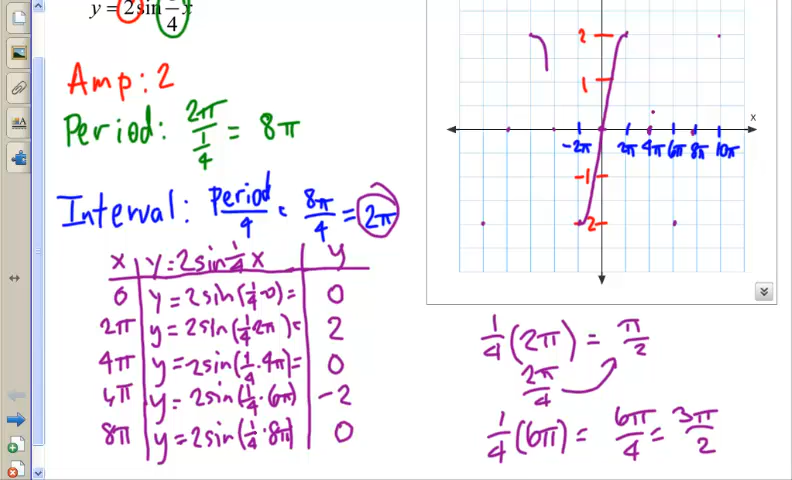 y = 2sin 1/4 x
Amp: 2
Period: 2π / 1/4 = 8π
Interval: Period/4 = 8π/4 = 2π
x | y=2sin 1/4 x | y
0 | y=2sin(1/4·0)= | 0
2π | y=2sin(1/4 2π)= | 2
4π | y=2sin(1/4·4π)= | 0
6π | y=2sin(1/4·6π) | -2
8π | y=2sin(1/4·8π) | 0
2
1
x
-2π 2π 4π 6π 8π 10π
-1
-2
1/4(2π) = π/2
2π/4
1/4(6π) = 6π/4 = 3π/2